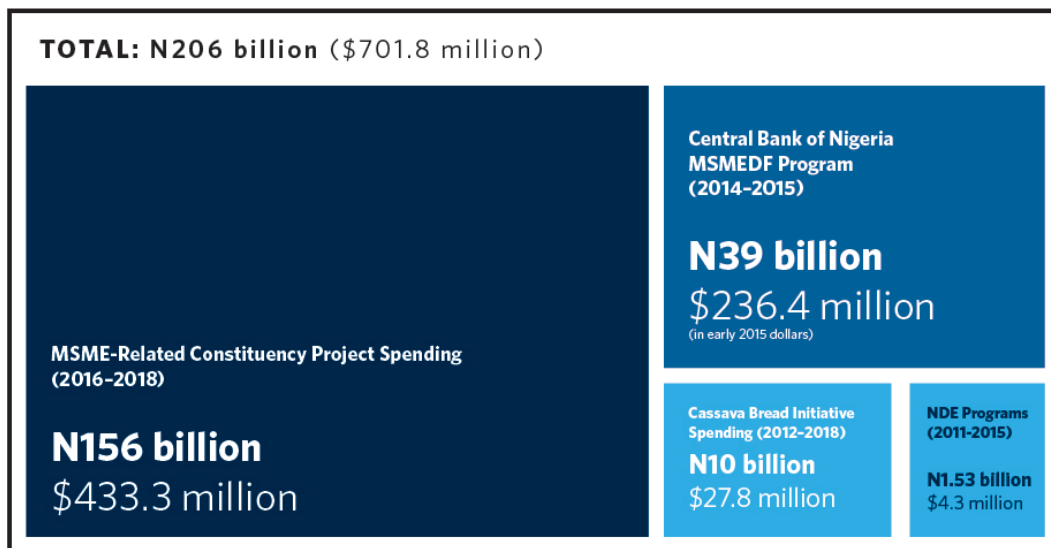 TOTAL: N206 billion ($701.8 million)
MSME-Related Constituency Project Spending
(2016–2018)
N156 billion
$433.3 million
Central Bank of Nigeria
MSMEDF Program
(2014–2015)
N39 billion
$236.4 million
(in early 2015 dollars)
Cassava Bread Initiative
Spending (2012–2018)
N10 billion
$27.8 million
NDE Programs
(2011-2015)
N1.53 billion
$4.3 million